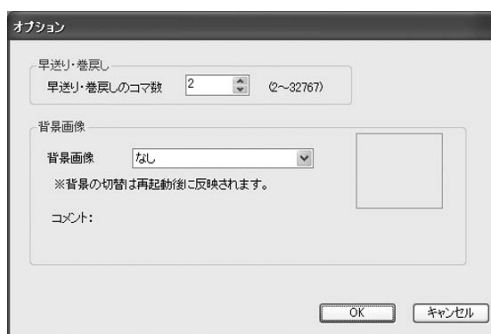 オプション
早送り・巻戻し
早送り・巻戻しのコマ数 2 (2～32767)
背景画像
背景画像 なし
※背景の切替は再起動後に反映されます。
コメント:
OK キャンセル